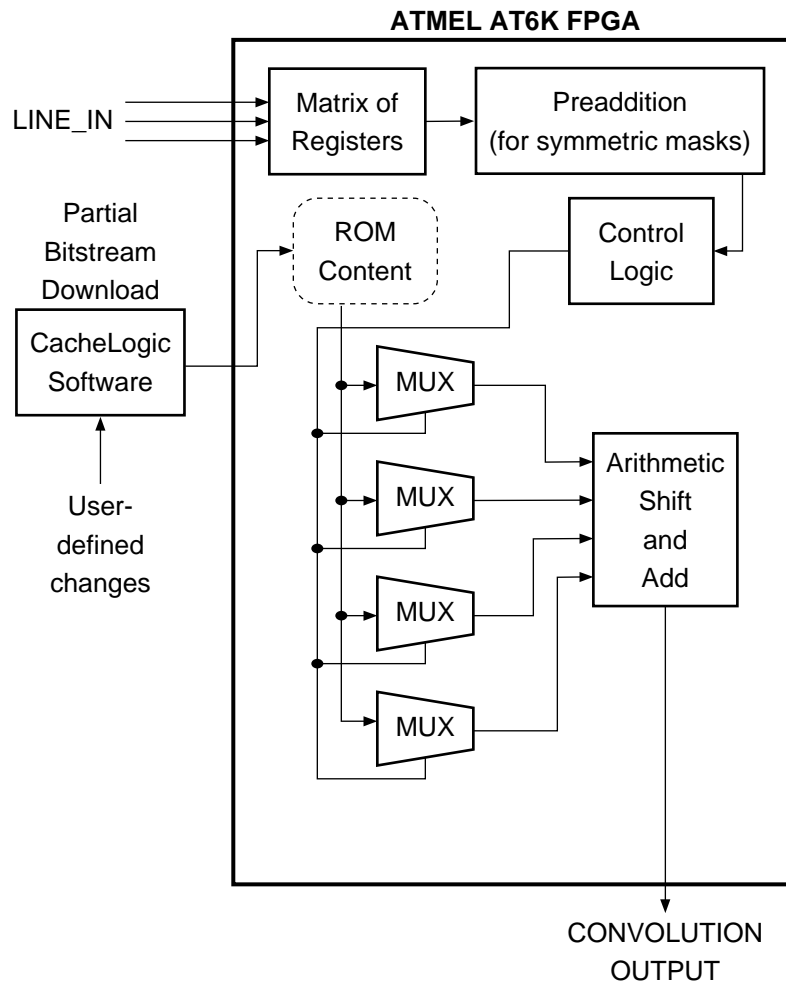 ATMEL AT6K FPGA
LINE_IN
Matrix of
Registers
Preaddition
(for symmetric masks)
Partial
Bitstream
Download
ROM
Content
Control
Logic
CacheLogic
Software
MUX
MUX
MUX
MUX
Arithmetic
Shift
and
Add
User-
defined
changes
CONVOLUTION
OUTPUT